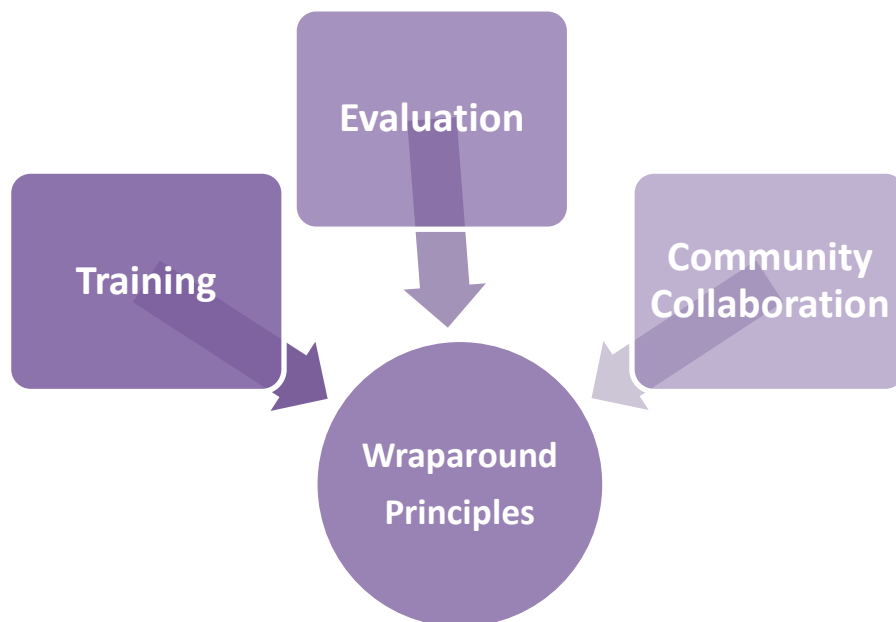 Evaluation
Training
Community
Collaboration
Wraparound
Principles